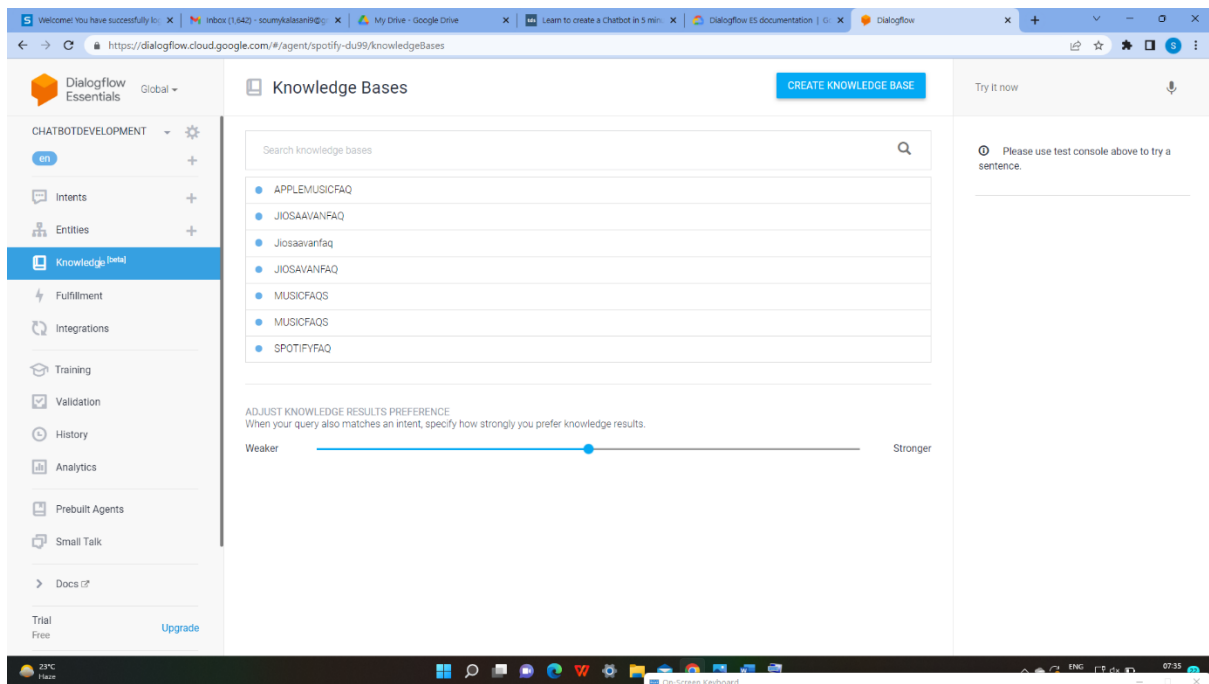 Welcome! You have successfully log
Inbox (1,642) - soumykalasani9@g
My Drive - Google Drive
Learn to create a Chatbot in 5 min
Dialogflow ES documentation | G
Dialogflow
https://dialogflow.cloud.google.com/#/agent/spotify-du99/knowledgeBases
S
Dialogflow
Essentials
Global
Knowledge Bases
CREATE KNOWLEDGE BASE
Try it now
CHATBOTDEVELOPMENT
en
Search knowledge bases
Please use test console above to try a
sentence.
Intents
Entities
Knowledge [beta]
Fulfillment
Integrations
Training
Validation
History
Analytics
Prebuilt Agents
Small Talk
Docs
Trial
Free
Upgrade
APPLEMUSICFAQ
JIOSAAVANFAQ
Jiosaavanfaq
JIOSAVANFAQ
MUSICFAQS
MUSICFAQS
SPOTIFYFAQ
ADJUST KNOWLEDGE RESULTS PREFERENCE
When your query also matches an intent, specify how strongly you prefer knowledge results.
Weaker
Stronger
23°C
Haze
On-Screen Keyboard
ENG
07:35